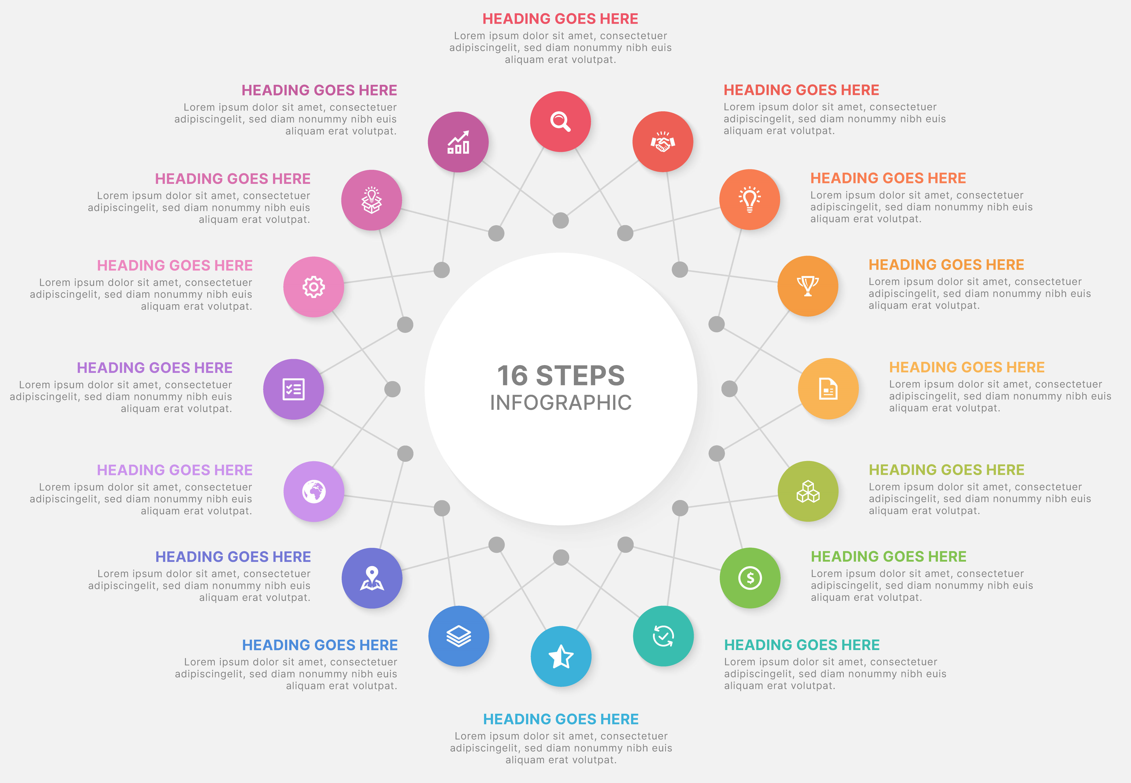 HEADING GOES HERE
Lorem ipsum dolor sit amet, consectetuer
adipiscingelit, sed diam nonummy nibh euis
aliquam erat volutpat.
HEADING GOES HERE
Lorem ipsum dolor sit amet, consectetuer
adipiscingelit, sed diam nonummy nibh euis
aliquam erat volutpat.
HEADING GOES HERE
Lorem ipsum dolor sit amet, consectetuer
adipiscingelit, sed diam nonummy nibh euis
aliquam erat volutpat.
HEADING GOES HERE
Lorem ipsum dolor sit amet, consectetuer
adipiscingelit, sed diam nonummy nibh euis
aliquam erat volutpat.
HEADING GOES HERE
Lorem ipsum dolor sit amet, consectetuer
adipiscingelit, sed diam nonummy nibh euis
aliquam erat volutpat.
HEADING GOES HERE
Lorem ipsum dolor sit amet, consectetuer
adipiscingelit, sed diam nonummy nibh euis
aliquam erat volutpat.
HEADING GOES HERE
Lorem ipsum dolor sit amet, consectetuer
adipiscingelit, sed diam nonummy nibh euis
aliquam erat volutpat.
HEADING GOES HERE
Lorem ipsum dolor sit amet, consectetuer
adipiscingelit, sed diam nonummy nibh euis
aliquam erat volutpat.
16 STEPS
INFOGRAPHIC
HEADING GOES HERE
Lorem ipsum dolor sit amet, consectetuer
adipiscingelit, sed diam nonummy nibh euis
aliquam erat volutpat.
HEADING GOES HERE
Lorem ipsum dolor sit amet, consectetuer
adipiscingelit, sed diam nonummy nibh euis
aliquam erat volutpat.
HEADING GOES HERE
Lorem ipsum dolor sit amet, consectetuer
adipiscingelit, sed diam nonummy nibh euis
aliquam erat volutpat.
HEADING GOES HERE
Lorem ipsum dolor sit amet, consectetuer
adipiscingelit, sed diam nonummy nibh euis
aliquam erat volutpat.
HEADING GOES HERE
Lorem ipsum dolor sit amet, consectetuer
adipiscingelit, sed diam nonummy nibh euis
aliquam erat volutpat.
$
HEADING GOES HERE
Lorem ipsum dolor sit amet, consectetuer
adipiscingelit, sed diam nonummy nibh euis
aliquam erat volutpat.
HEADING GOES HERE
Lorem ipsum dolor sit amet, consectetuer
adipiscingelit, sed diam nonummy nibh euis
aliquam erat volutpat.
HEADING GOES HERE
Lorem ipsum dolor sit amet, consectetuer
adipiscingelit, sed diam nonummy nibh euis
aliquam erat volutpat.